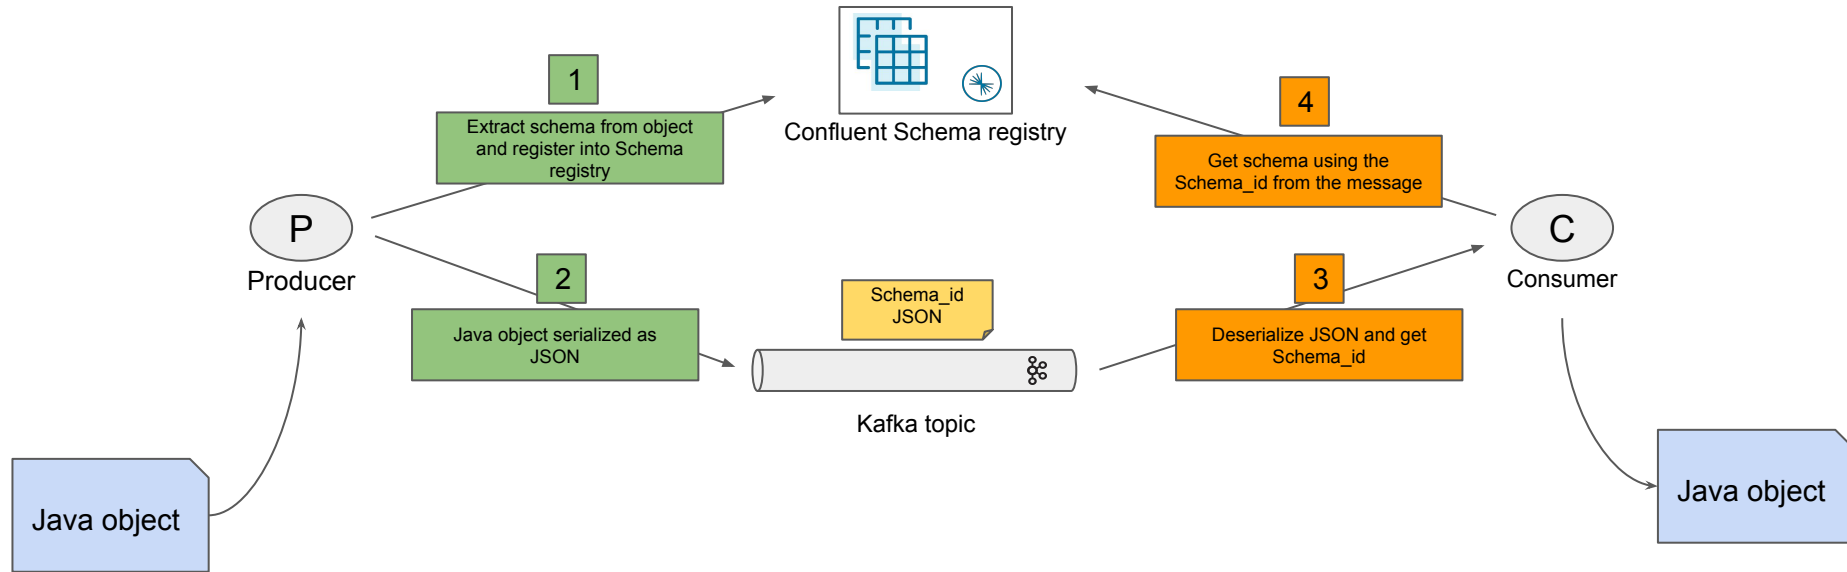 1
Extract schema from object
and register into Schema
registry
Confluent Schema registry
4
Get schema using the
Schema_id from the message
P
Producer
C
Consumer
2
Java object serialized as
JSON
Schema_id
JSON
Kafka topic
3
Deserialize JSON and get
Schema_id
Java object
Java object